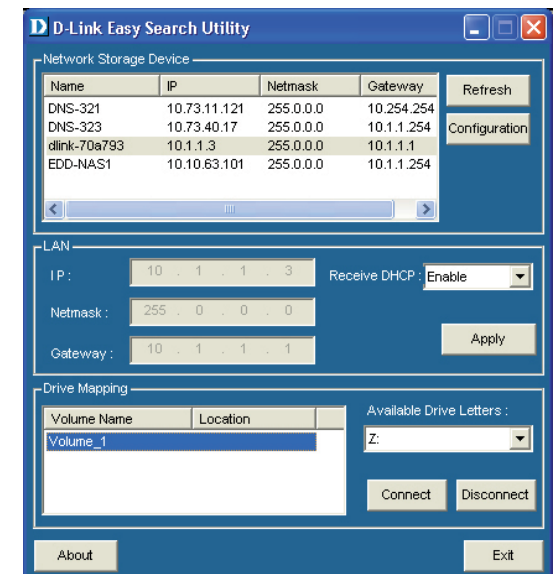 D D-Link Easy Search Utility
Network Storage Device
Name IP Netmask Gateway
DNS-321 10.73.11.121 255.0.0.0 10.254.254
DNS-323 10.73.40.17 255.0.0.0 10.1.1.254
dlink-70a793 10.1.1.3 255.0.0.0 10.1.1.1
EDD-NAS1 10.10.63.101 255.0.0.0 10.1.1.254
Refresh
Configuration
LAN
IP : 10 . 1 . 1 . 3 Receive DHCP : Enable
Netmask : 255 . 0 . 0 . 0
Gateway : 10 . 1 . 1 . 1
Apply
Drive Mapping
Volume Name Location
Volume_1
Available Drive Letters :
Z:
Connect Disconnect
About Exit